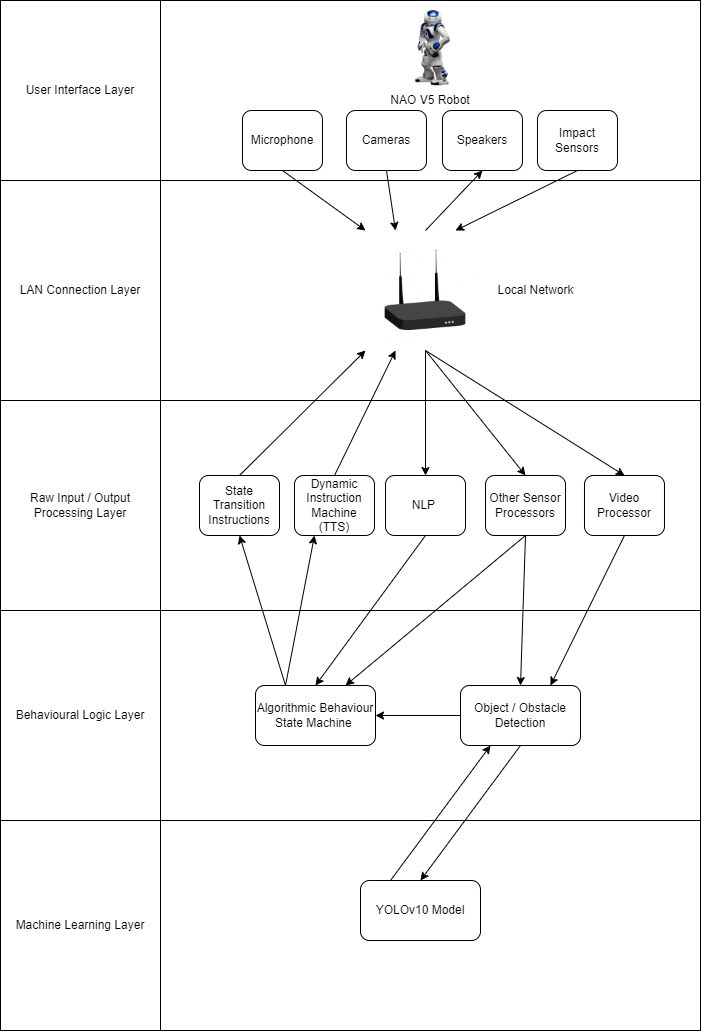 User Interface Layer
NAO V5 Robot
Microphone
Cameras
Speakers
Impact
Sensors
LAN Connection Layer
Local Network
Raw Input / Output
Processing Layer
State
Transition
Instructions
Dynamic
Instruction
Machine
(TTS)
NLP
Other Sensor
Processors
Video
Processor
Behavioural Logic Layer
Algorithmic Behaviour
State Machine
Object / Obstacle
Detection
Machine Learning Layer
YOLOv10 Model